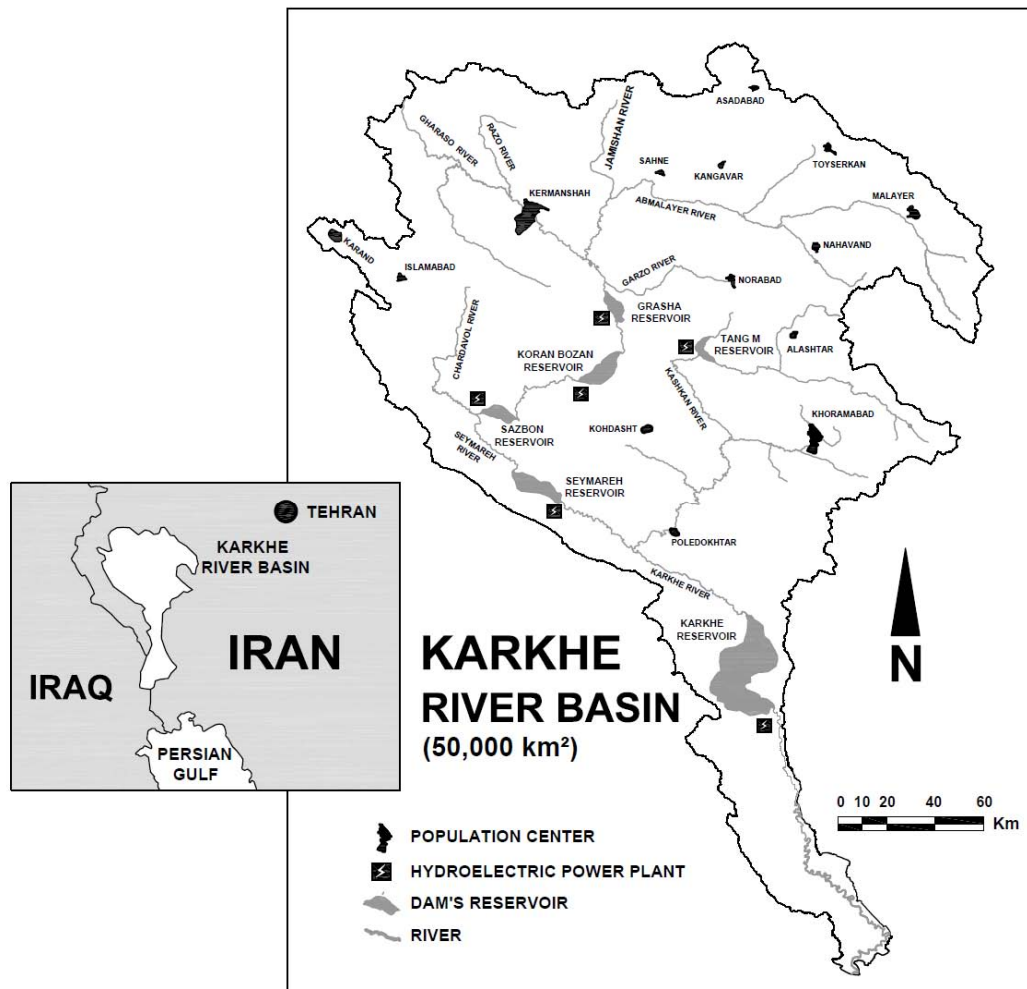 ASADABAD
GHARASO RIVER
RAZO RIVER
JAMISHAN RIVER
TOYSERKAN
SAHNE
KANGAVAR
KERMANSHAH
MALAYER
ABMALAYER RIVER
KARAND
NAHAVAND
ISLAMABAD
GARZO RIVER
NORABAD
CHARDAVOL RIVER
GRASHA
RESERVOIR
TANG M
RESERVOIR
ALASHTAR
KORAN BOZAN
RESERVOIR
KASHKAN RIVER
KHORAMABAD
SAZBON
RESERVOIR
KOHDASHT
SEYMAREH
RIVER
SEYMAREH
RESERVOIR
POLEDOKHTAR
KARKHE RIVER
KARKHE
RESERVOIR
TEHRAN
KARKHE
RIVER BASIN
IRAN
IRAQ
PERSIAN
GULF
KARKHE
RIVER BASIN
(50,000 km²)
N
0 10 20 40 60
Km
POPULATION CENTER
HYDROELECTRIC POWER PLANT
DAM'S RESERVOIR
RIVER